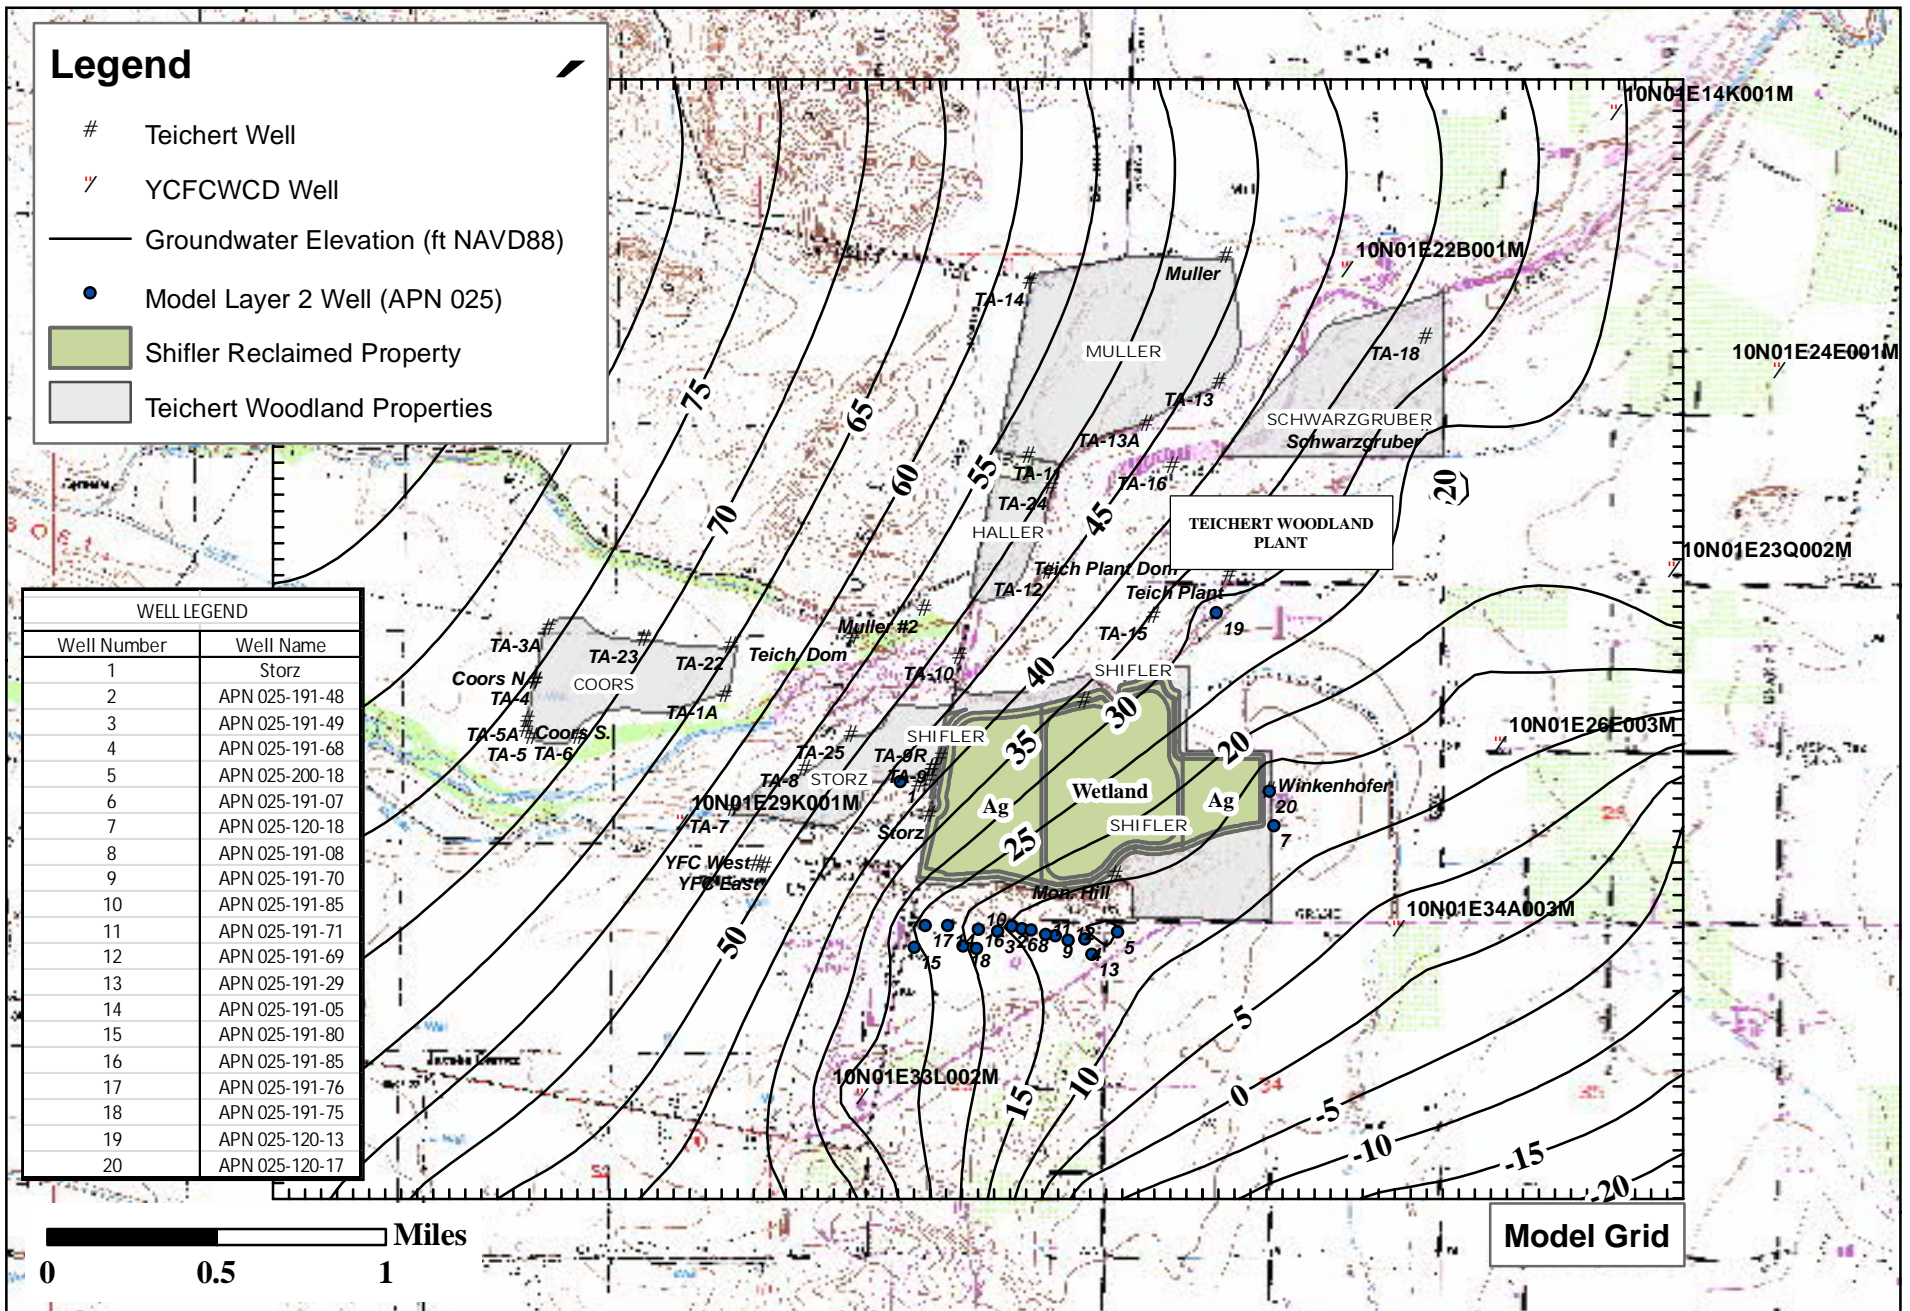 Legend
# Teichert Well
YCFCWCD Well
Groundwater Elevation (ft NAVD88)
Model Layer 2 Well (APN 025)
Shifler Reclaimed Property
Teichert Woodland Properties
10N01E14K001M
10N01E22B001M
Muller
TA-14
MULLER
TA-18
10N01E24E001M
75
65
TA-13
SCHWARZGRUBER
Schwarzgruber
TA-13A
60
55
TA-11
TA-16
20
TA-24
70
45
HALLER
TEICHERT WOODLAND
PLANT
10N01E23Q002M
Teich Plant Dom
TA-12
Teich Plant
19
TA-15
Muller #2
TA-3A
TA-23
TA-22
Teich. Dom
TA-10
40
SHIFLER
Coors N.
COORS
TA-4
TA-1A
30
TA-5A
Coors S.
TA-5
TA-6
TA-25
SHIFLER
35
20
10N01E26E003M
TA-9R
TA-8
STORZ
TA-9
Winkenhofer
10N01E29K001M
1
Ag
Wetland
Ag
20
TA-7
Storz
SHIFLER
7
25
YFC West
YFC East
Mon. Hill
10N01E34A003M
50
17
14
10
16
3
2
6
8
11
12
9
4
5
15
18
13
5
10N01E33L002M
15
10
0
-5
-10
-15
-20
34
WELL LEGEND
Well Number Well Name
1 Storz
2 APN 025-191-48
3 APN 025-191-49
4 APN 025-191-68
5 APN 025-200-18
6 APN 025-191-07
7 APN 025-120-18
8 APN 025-191-08
9 APN 025-191-70
10 APN 025-191-85
11 APN 025-191-71
12 APN 025-191-69
13 APN 025-191-29
14 APN 025-191-05
15 APN 025-191-80
16 APN 025-191-85
17 APN 025-191-76
18 APN 025-191-75
19 APN 025-120-13
20 APN 025-120-17
Miles
0 0.5 1
Model Grid